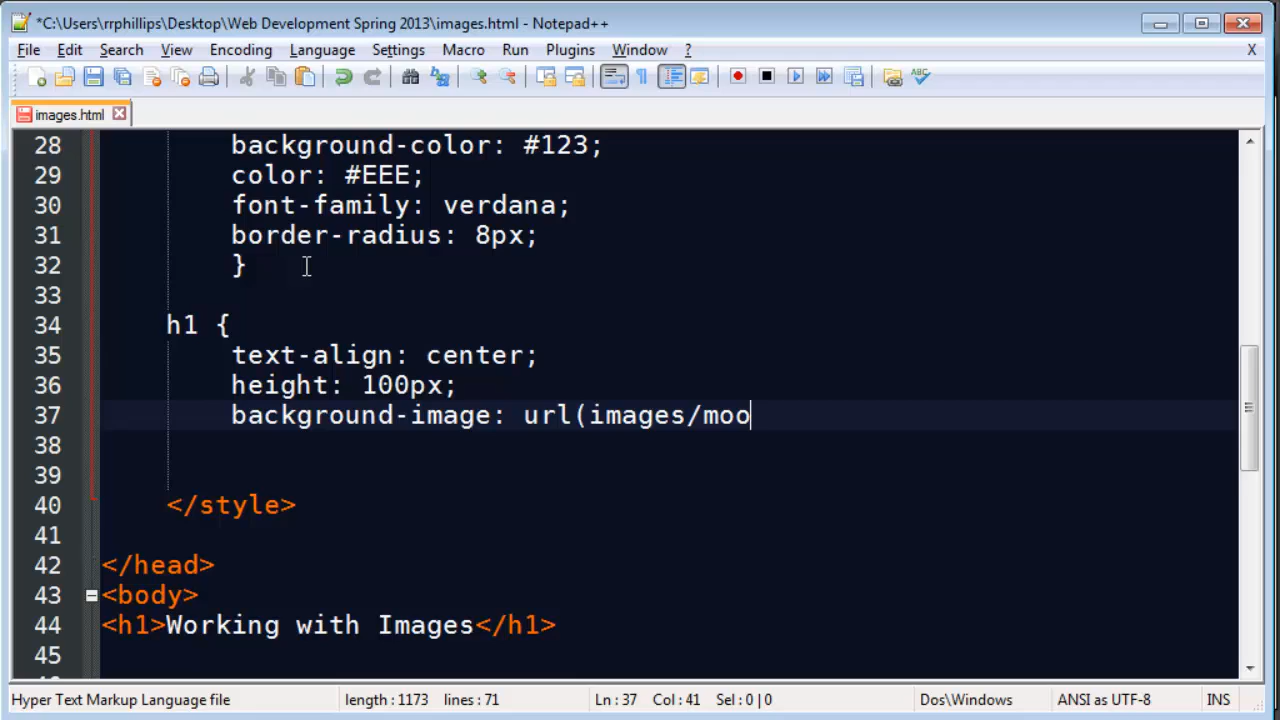 *C:\Users\rrphillips\Desktop\Web Development Spring 2013\images.html - Notepad++
File Edit Search View Encoding Language Settings Macro Run Plugins Window ? X
images.html
28 background-color: #123;
29 color: #EEE;
30 font-family: verdana;
31 border-radius: 8px;
32 }
33
34 h1 {
35 text-align: center;
36 height: 100px;
37 background-image: url(images/moo
38
39
40 </style>
41
42 </head>
43 <body>
44 <h1>Working with Images</h1>
45
Hyper Text Markup Language file length : 1173 lines : 71 Ln : 37 Col : 41 Sel : 0 | 0 Dos\Windows ANSI as UTF-8 INS